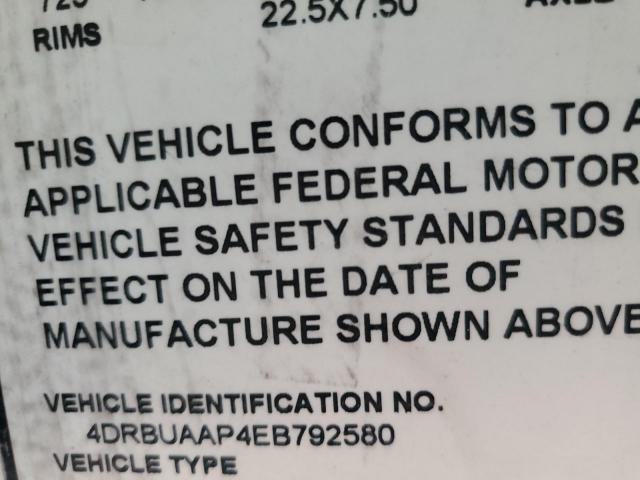 725
22.5X7.50
RIMS
THIS VEHICLE CONFORMS TO
APPLICABLE FEDERAL MOTOR
VEHICLE SAFETY STANDARDS
EFFECT ON THE DATE OF
MANUFACTURE SHOWN ABOVE
VEHICLE IDENTIFICATION NO.
4DRBUAAP4EB792580
VEHICLE TYPE